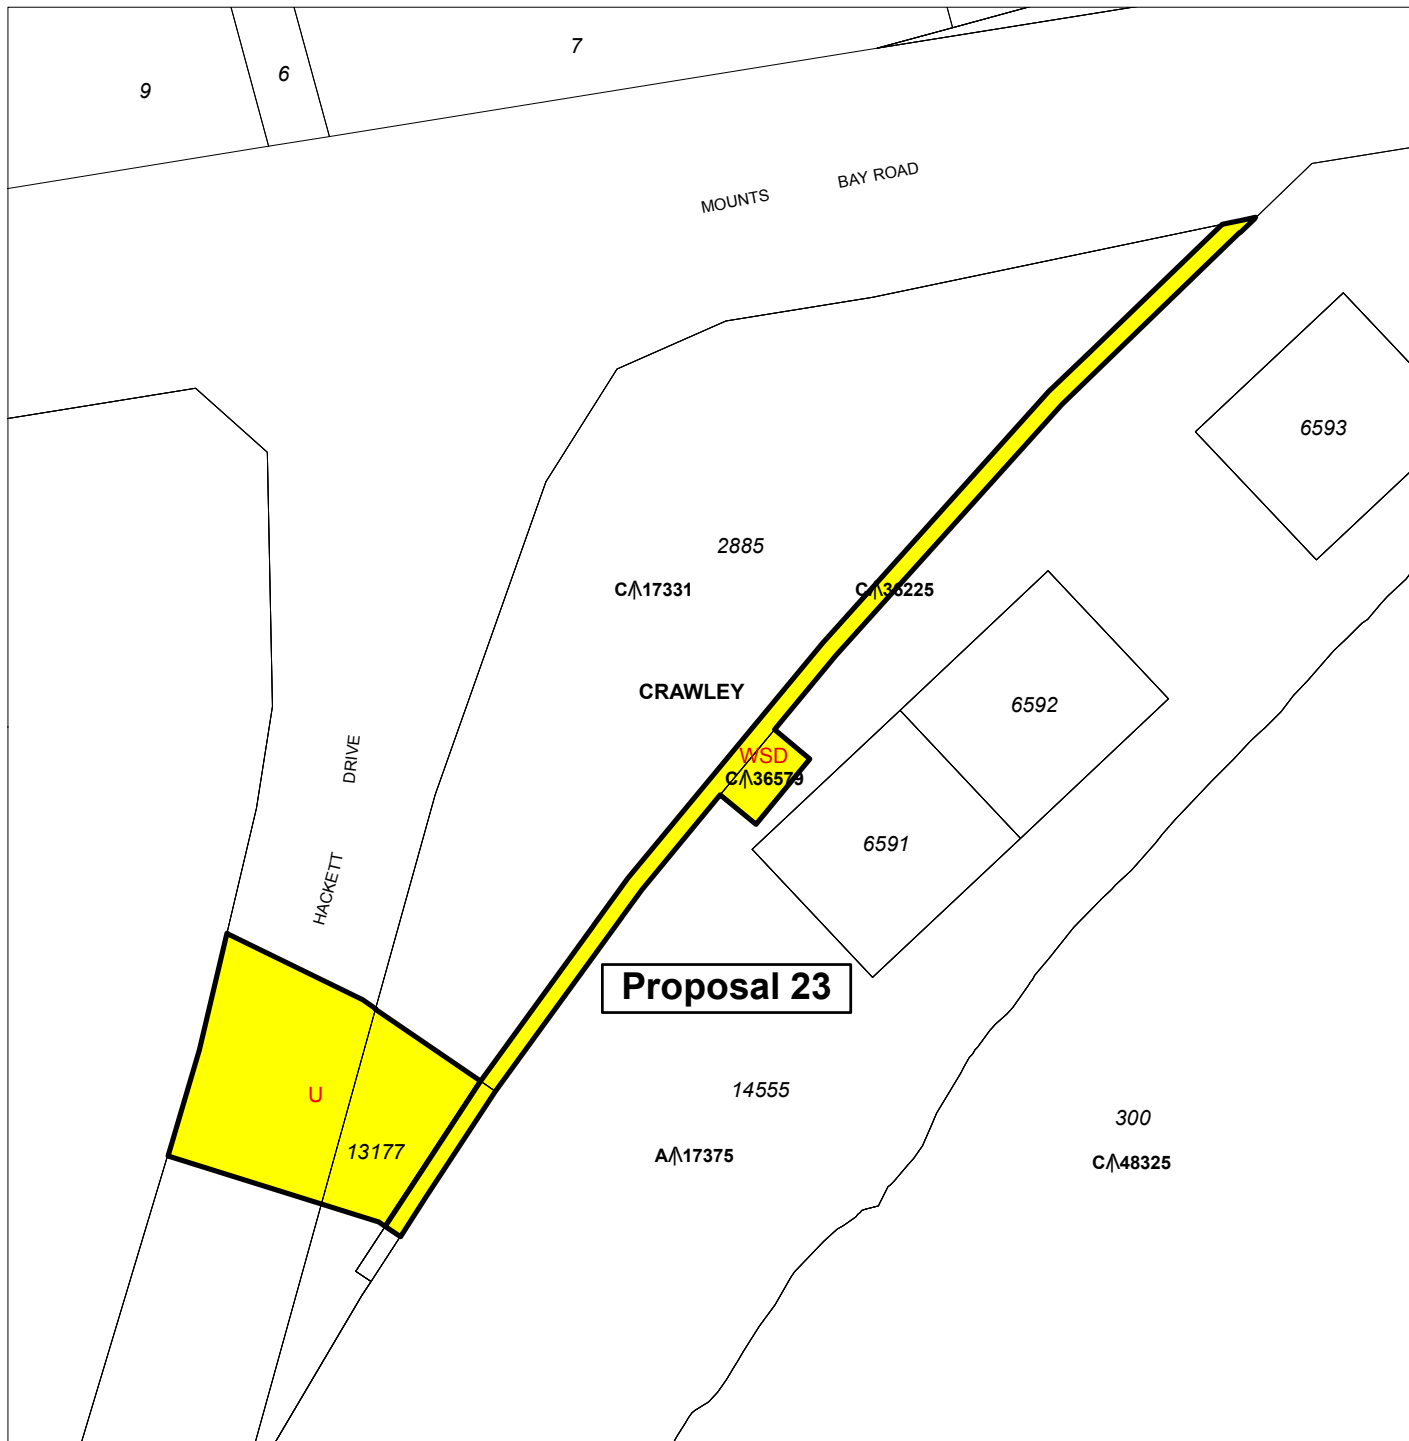 7
6
9
BAY ROAD
MOUNTS
6593
2885
C 17331
C 36225
CRAWLEY
6592
DRIVE
WSD
C 36579
6591
HACKETT
Proposal 23
14555
U
300
13177
A 17375
C 48325